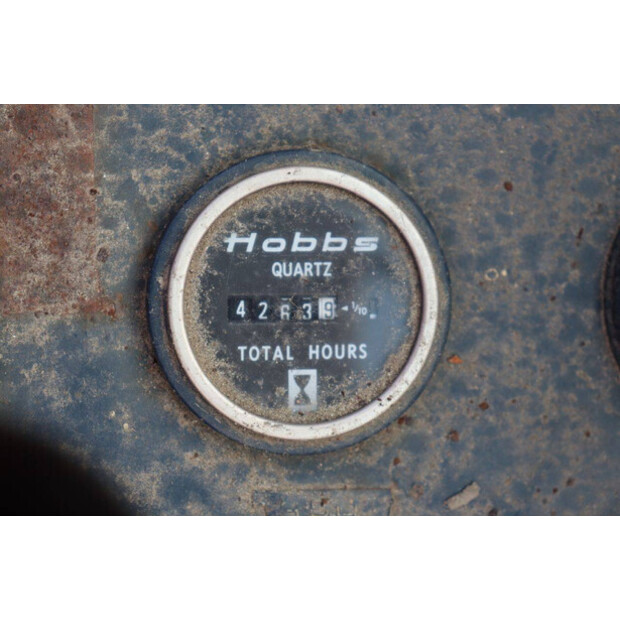 Hobbs
QUARTZ
42639 1/10
TOTAL HOURS